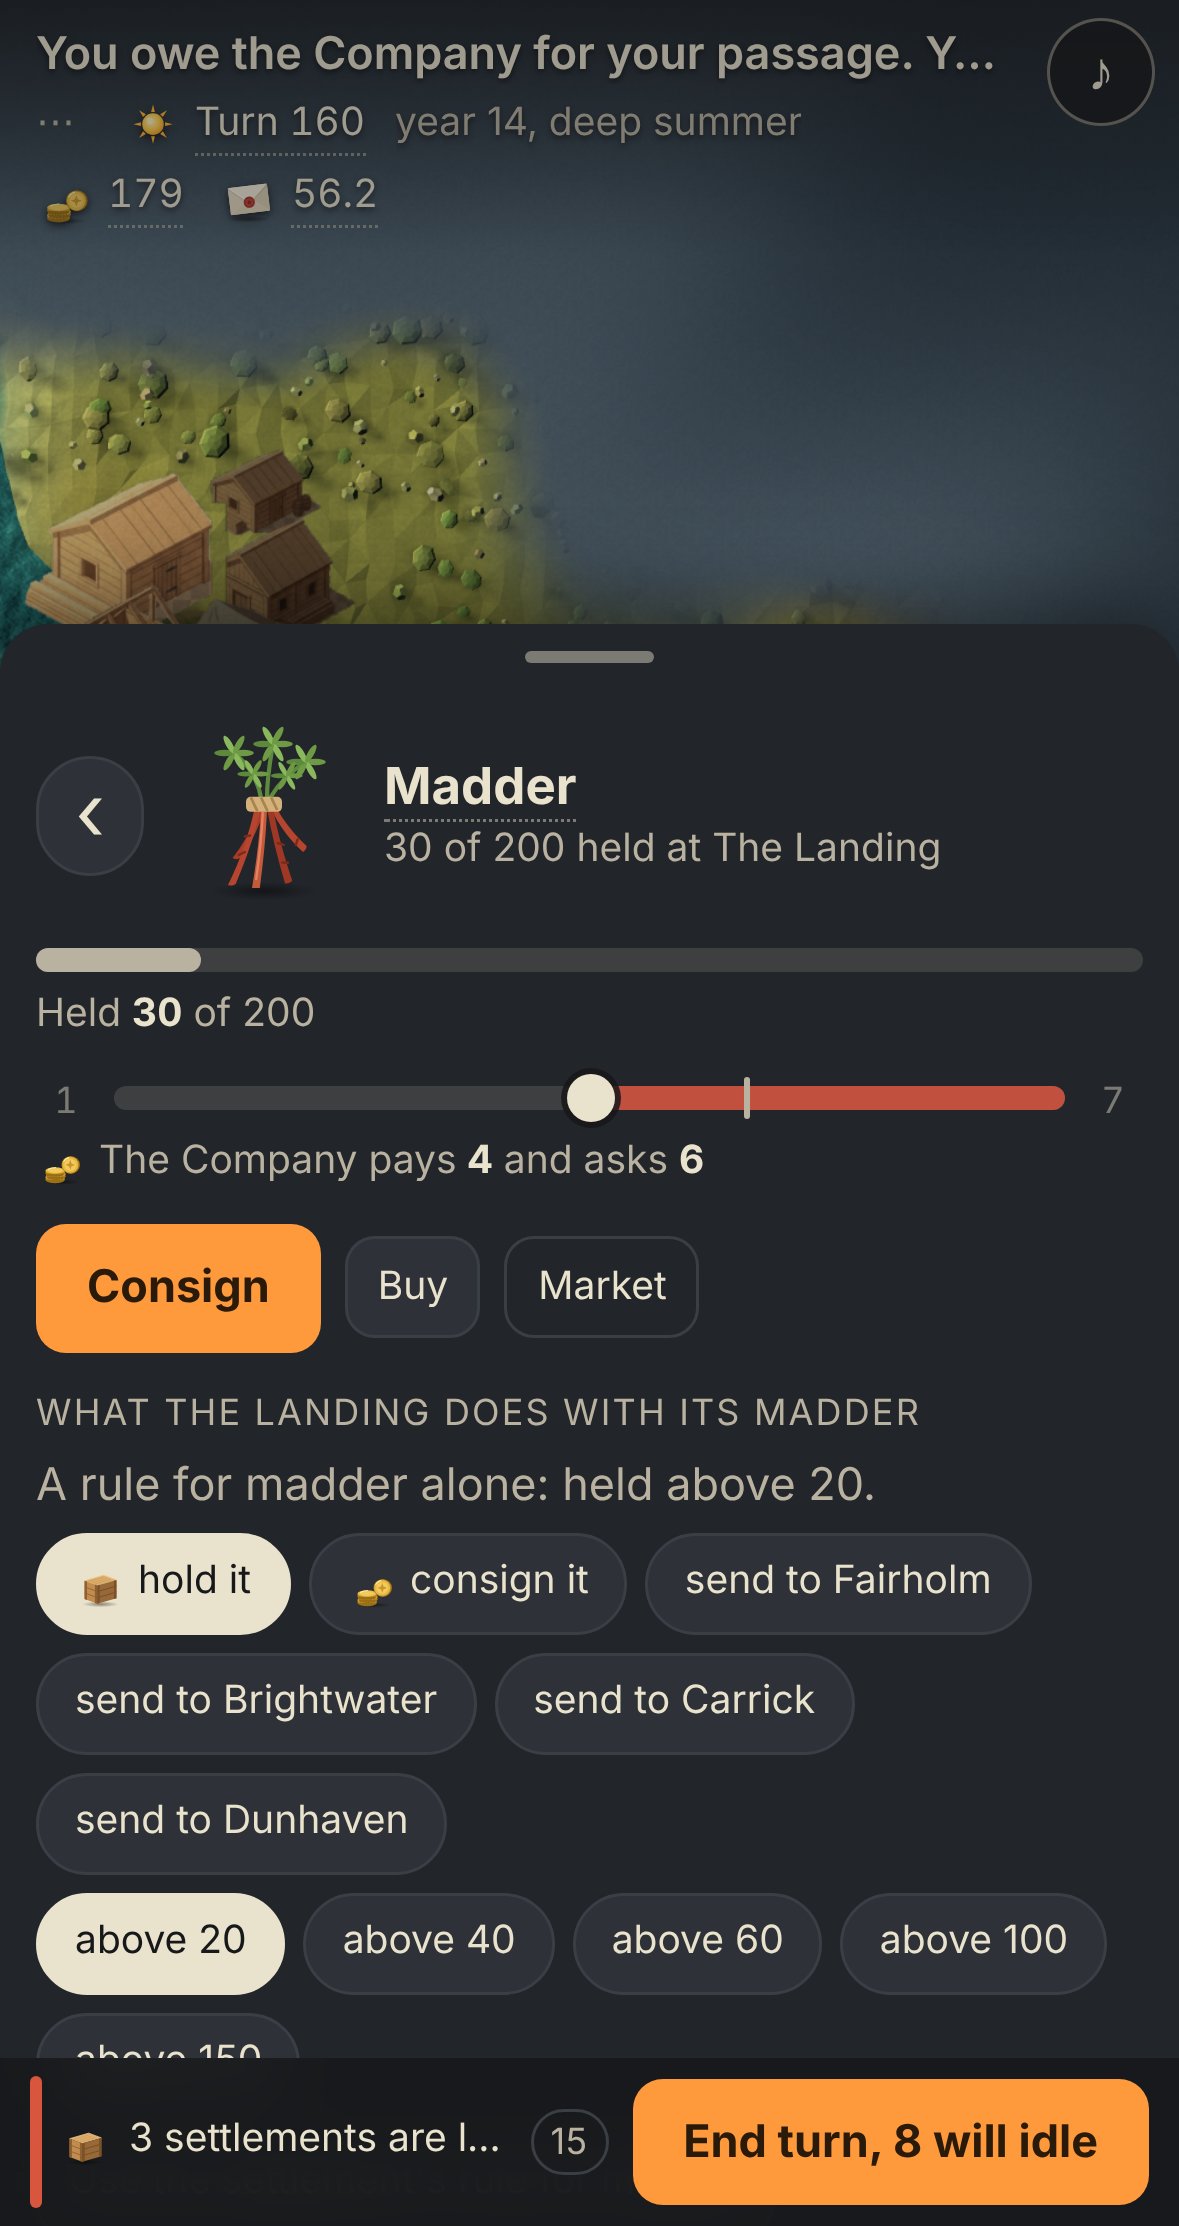 You owe the Company for your passage. Y...
... Turn 160 year 14, deep summer
179 56.2
Madder
30 of 200 held at The Landing
Held 30 of 200
1 7
The Company pays 4 and asks 6
Consign Buy Market
WHAT THE LANDING DOES WITH ITS MADDER
A rule for madder alone: held above 20.
hold it consign it send to Fairholm
send to Brightwater send to Carrick
send to Dunhaven
above 20 above 40 above 60 above 100
above 150
3 settlements are l... 15 End turn, 8 will idle